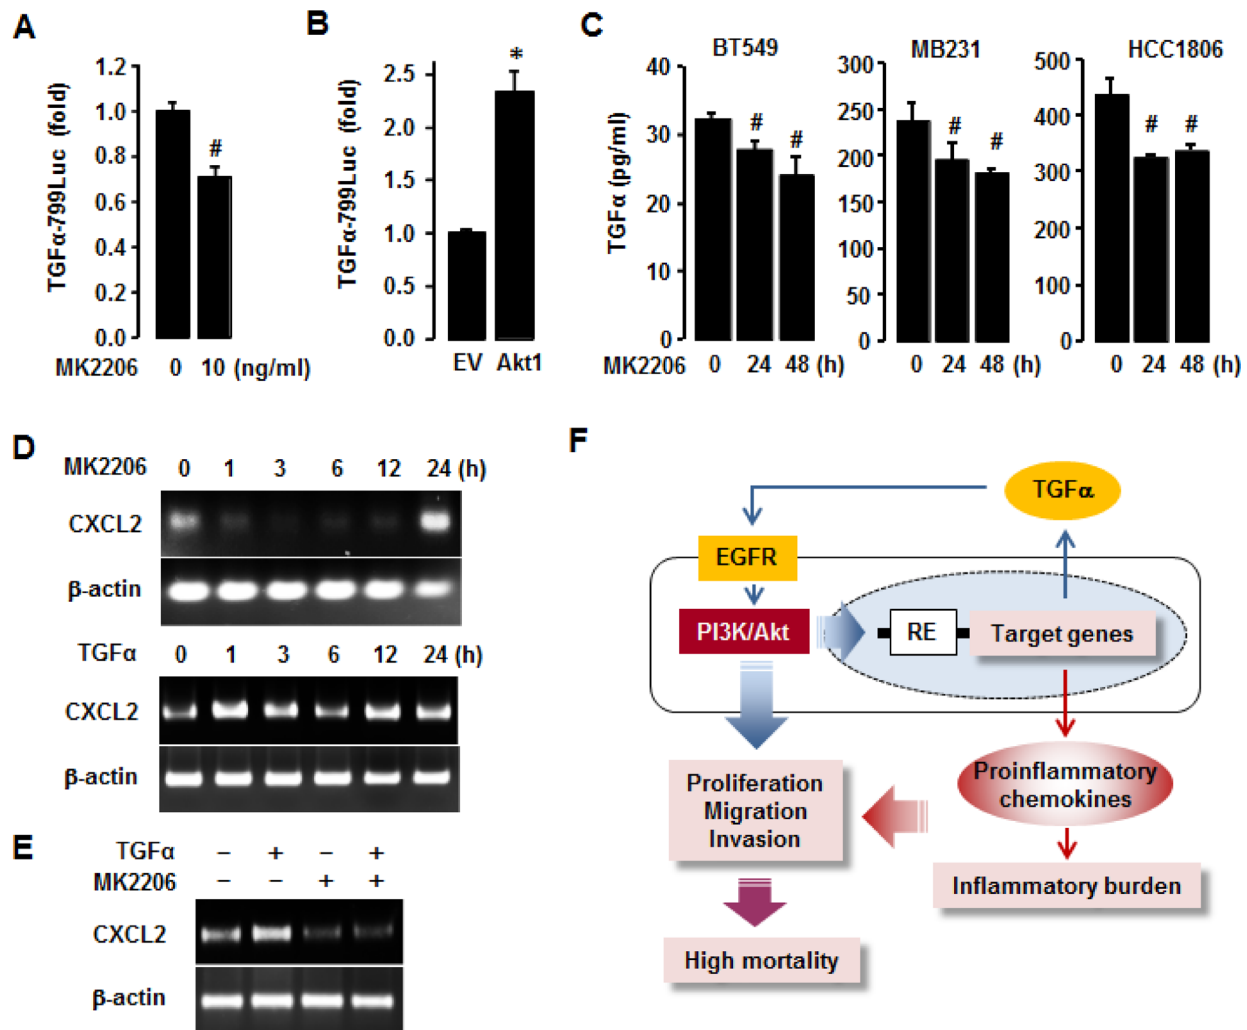 A
TGFα-799Luc (fold)
1.2
1.0
0.8
0.6
0.4
0.2
0.0
#
MK2206 0 10 (ng/ml)
B
TGFα-799Luc (fold)
2.5
2.0
1.5
1.0
2.5
0.0
*
EV Akt1
C
TGFα (pg/ml)
BT549
40
30
20
10
0
# #
MB231
300
250
200
150
100
50
0
# #
HCC1806
500
400
300
200
100
0
# #
MK2206 0 24 48 (h) 0 24 48 (h) 0 24 48 (h)
D
MK2206 0 1 3 6 12 24 (h)
CXCL2
β-actin
TGFα 0 1 3 6 12 24 (h)
CXCL2
β-actin
E
TGFα – + – +
MK2206 – – + +
CXCL2
β-actin
F
TGFα
EGFR
PI3K/Akt
RE
Target genes
Proliferation
Migration
Invasion
Proinflammatory
chemokines
Inflammatory burden
High mortality